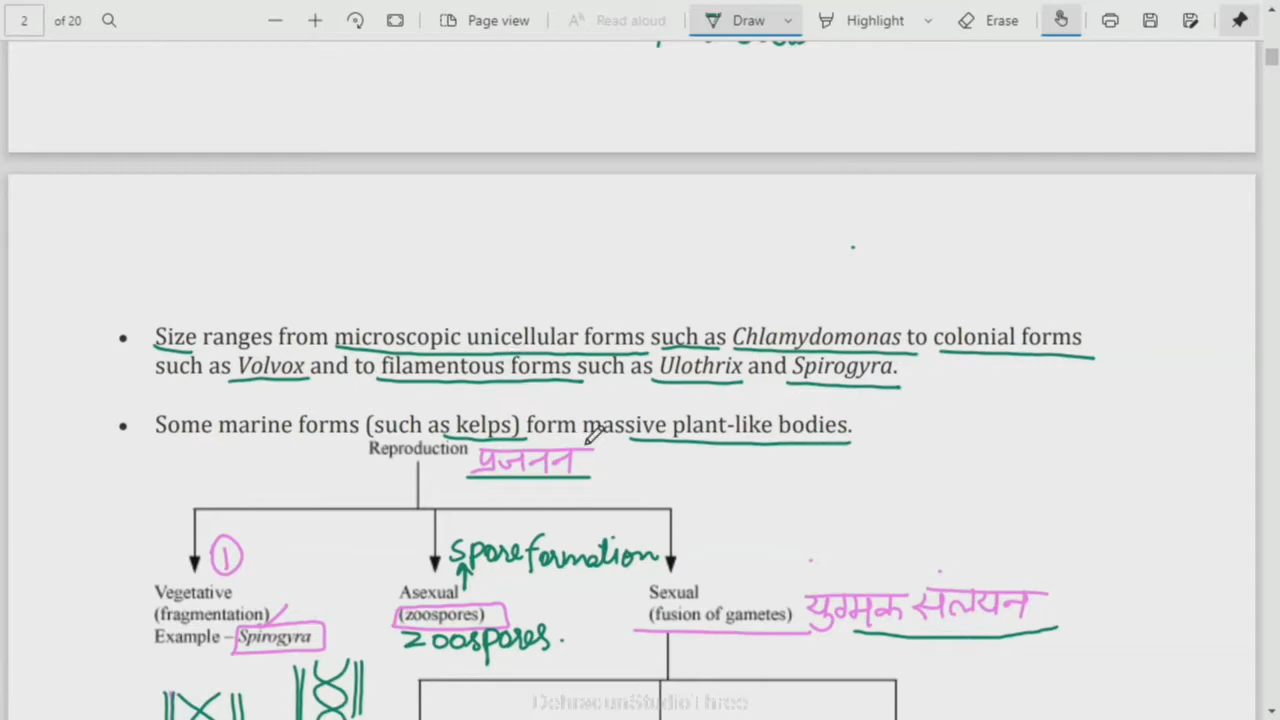 2 of 20 Page view Read aloud Draw Highlight Erase
• Size ranges from microscopic unicellular forms such as Chlamydomonas to colonial forms
such as Volvox and to filamentous forms such as Ulothrix and Spirogyra.
• Some marine forms (such as kelps) form massive plant-like bodies.
Reproduction प्रजनन
1
spore formation
Vegetative Asexual Sexual
(fragmentation) (zoospores) (fusion of gametes) युग्मक संलयन
Example – Spirogyra zoospores.
DehradunStudioThree